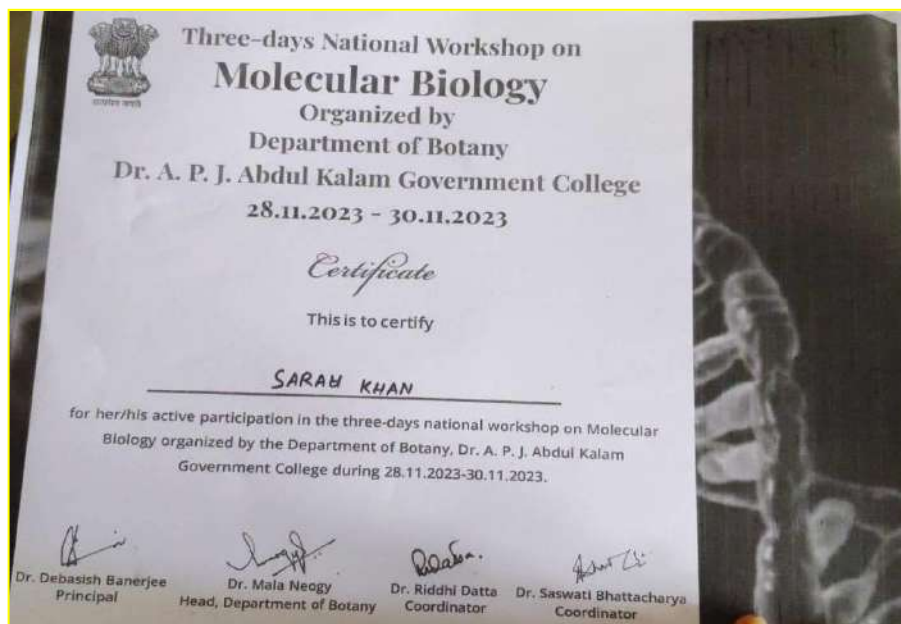 Three-days National Workshop on
Molecular Biology
Organized by
Department of Botany
Dr. A. P. J. Abdul Kalam Government College
28.11.2023 - 30.11.2023
Certificate
This is to certify
SARAH KHAN
for her/his active participation in the three-days national workshop on Molecular
Biology organized by the Department of Botany, Dr. A. P. J. Abdul Kalam
Government College during 28.11.2023-30.11.2023.
Dr. Debasish Banerjee
Principal
Dr. Mala Neogy
Head, Department of Botany
Dr. Riddhi Datta
Coordinator
Dr. Saswati Bhattacharya
Coordinator